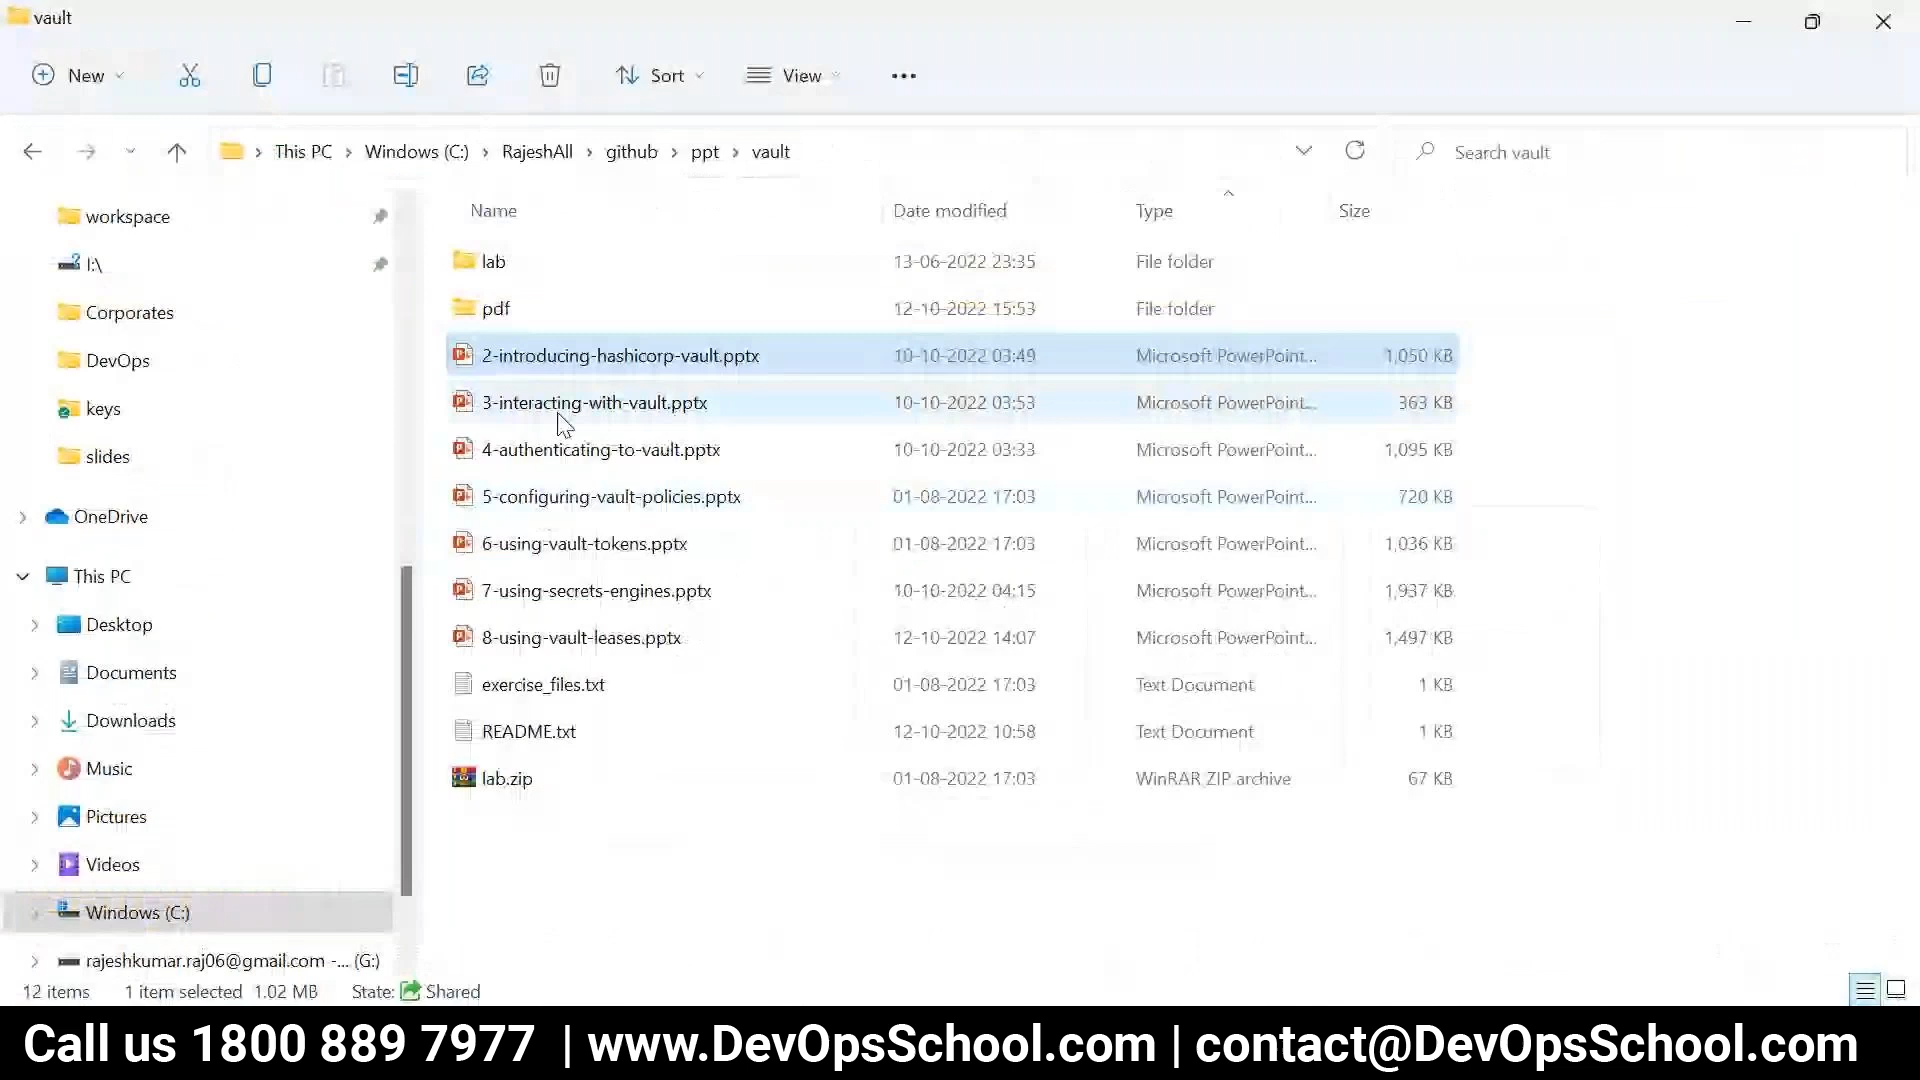 vault
New
Sort
View
This PC > Windows (C:) > RajeshAll > github > ppt > vault
Search vault
workspace
I:\
Corporates
DevOps
keys
slides
OneDrive
This PC
Desktop
Documents
Downloads
Music
Pictures
Videos
Windows (C:)
rajeshkumar.raj06@gmail.com -... (G:)
Name Date modified Type Size
lab 13-06-2022 23:35 File folder
pdf 12-10-2022 15:53 File folder
2-introducing-hashicorp-vault.pptx 10-10-2022 03:49 Microsoft PowerPoint... 1,050 KB
3-interacting-with-vault.pptx 10-10-2022 03:53 Microsoft PowerPoint... 363 KB
4-authenticating-to-vault.pptx 10-10-2022 03:33 Microsoft PowerPoint... 1,095 KB
5-configuring-vault-policies.pptx 01-08-2022 17:03 Microsoft PowerPoint... 720 KB
6-using-vault-tokens.pptx 01-08-2022 17:03 Microsoft PowerPoint... 1,036 KB
7-using-secrets-engines.pptx 10-10-2022 04:15 Microsoft PowerPoint... 1,937 KB
8-using-vault-leases.pptx 12-10-2022 14:07 Microsoft PowerPoint... 1,497 KB
exercise_files.txt 01-08-2022 17:03 Text Document 1 KB
README.txt 12-10-2022 10:58 Text Document 1 KB
lab.zip 01-08-2022 17:03 WinRAR ZIP archive 67 KB
12 items 1 item selected 1.02 MB State: Shared
Call us 1800 889 7977 | www.DevOpsSchool.com | contact@DevOpsSchool.com